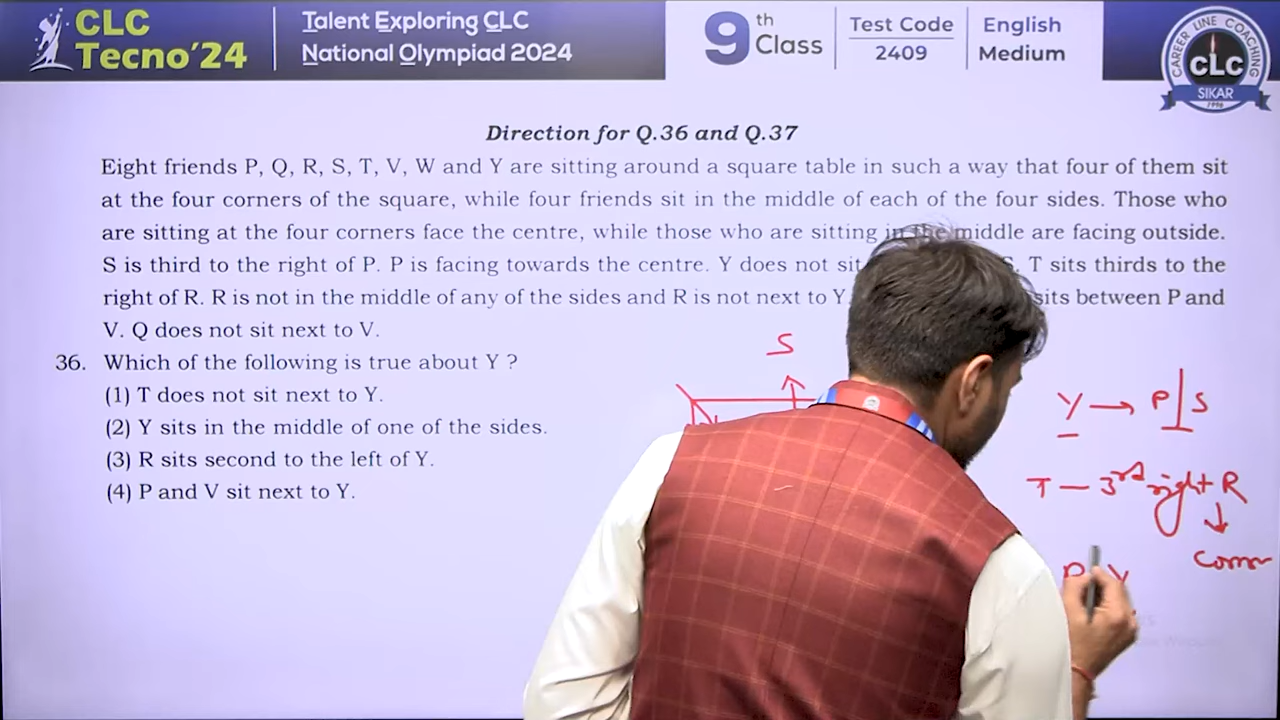 CLC
Tecno'24
Talent Exploring CLC
National Olympiad 2024
9th Class
Test Code
2409
English
Medium
CAREER LINE COACHING
CLC
SIKAR
1996
Direction for Q.36 and Q.37
Eight friends P, Q, R, S, T, V, W and Y are sitting around a square table in such a way that four of them sit
at the four corners of the square, while four friends sit in the middle of each of the four sides. Those who
are sitting at the four corners face the centre, while those who are sitting in the middle are facing outside.
S is third to the right of P. P is facing towards the centre. Y does not sit S. T sits thirds to the
right of R. R is not in the middle of any of the sides and R is not next to Y. sits between P and
V. Q does not sit next to V.
36. Which of the following is true about Y ?
(1) T does not sit next to Y.
(2) Y sits in the middle of one of the sides.
(3) R sits second to the left of Y.
(4) P and V sit next to Y.
S
Y → P | S
T — 3rd right R
↓